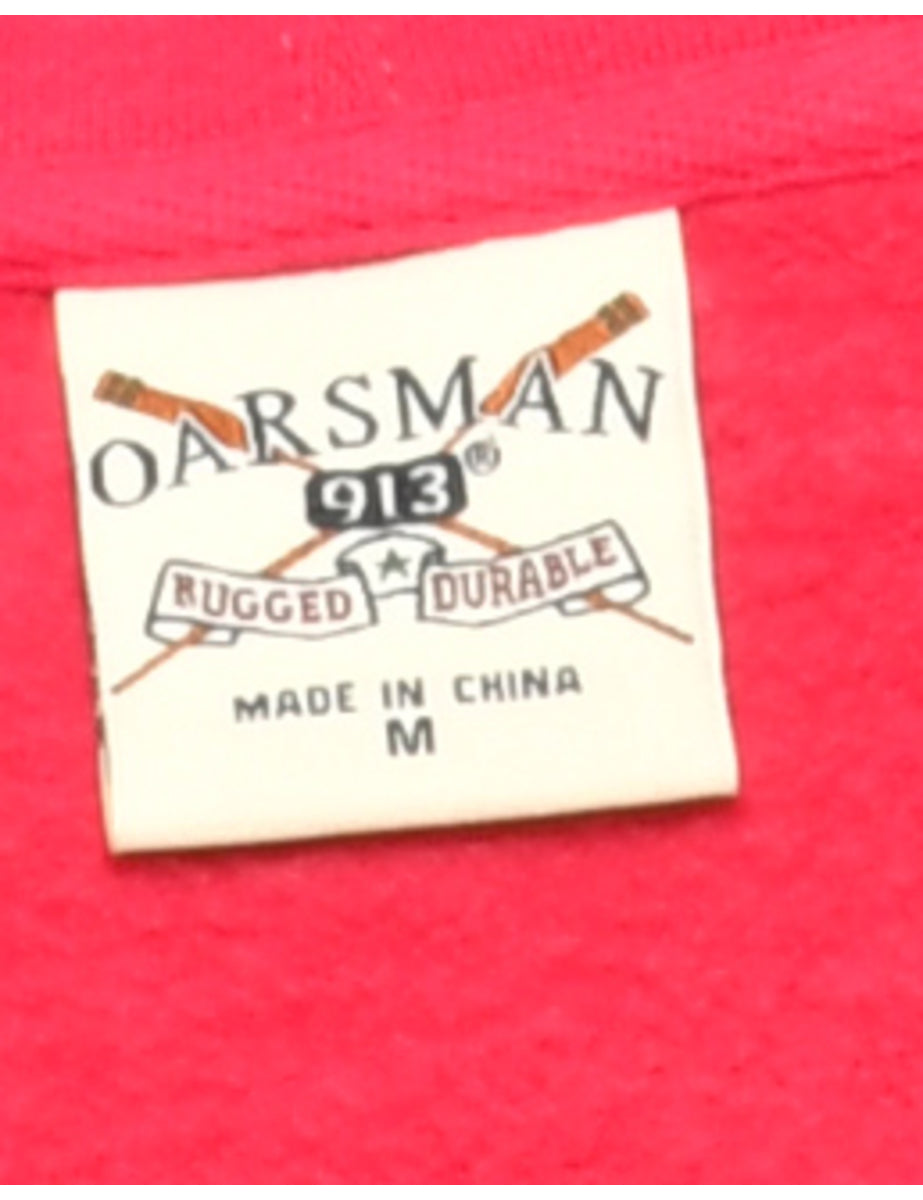 OARSMAN
913®
RUGGED DURABLE
MADE IN CHINA
M